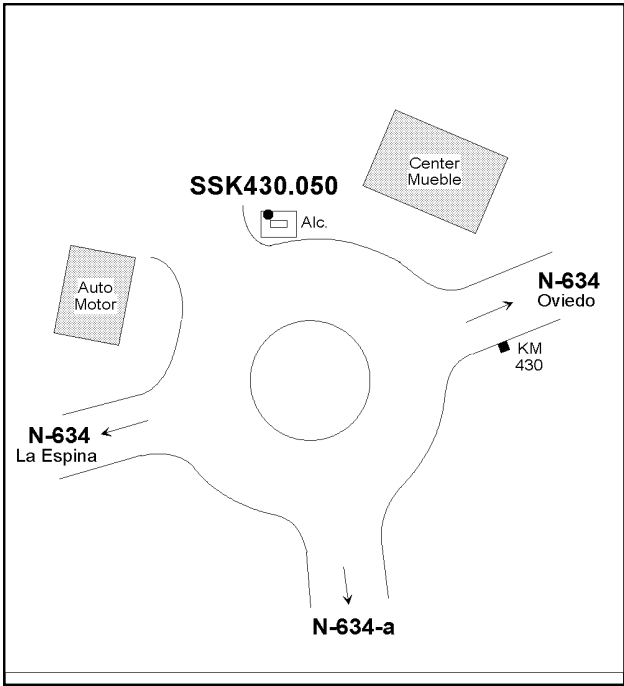 Center
Mueble
SSK430.050
Alc.
Auto
Motor
N-634
Oviedo
KM
430
N-634
La Espina
N-634-a